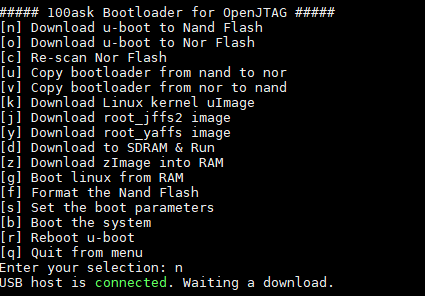 ##### 100ask Bootloader for OpenJTAG #####
[n] Download u-boot to Nand Flash
[o] Download u-boot to Nor Flash
[c] Re-scan Nor Flash
[u] Copy bootloader from nand to nor
[v] Copy bootloader from nor to nand
[k] Download Linux kernel uImage
[j] Download root_jffs2 image
[y] Download root_yaffs image
[d] Download to SDRAM & Run
[z] Download zImage into RAM
[g] Boot linux from RAM
[f] Format the Nand Flash
[s] Set the boot parameters
[b] Boot the system
[r] Reboot u-boot
[q] Quit from menu
Enter your selection: n
USB host is connected. Waiting a download.